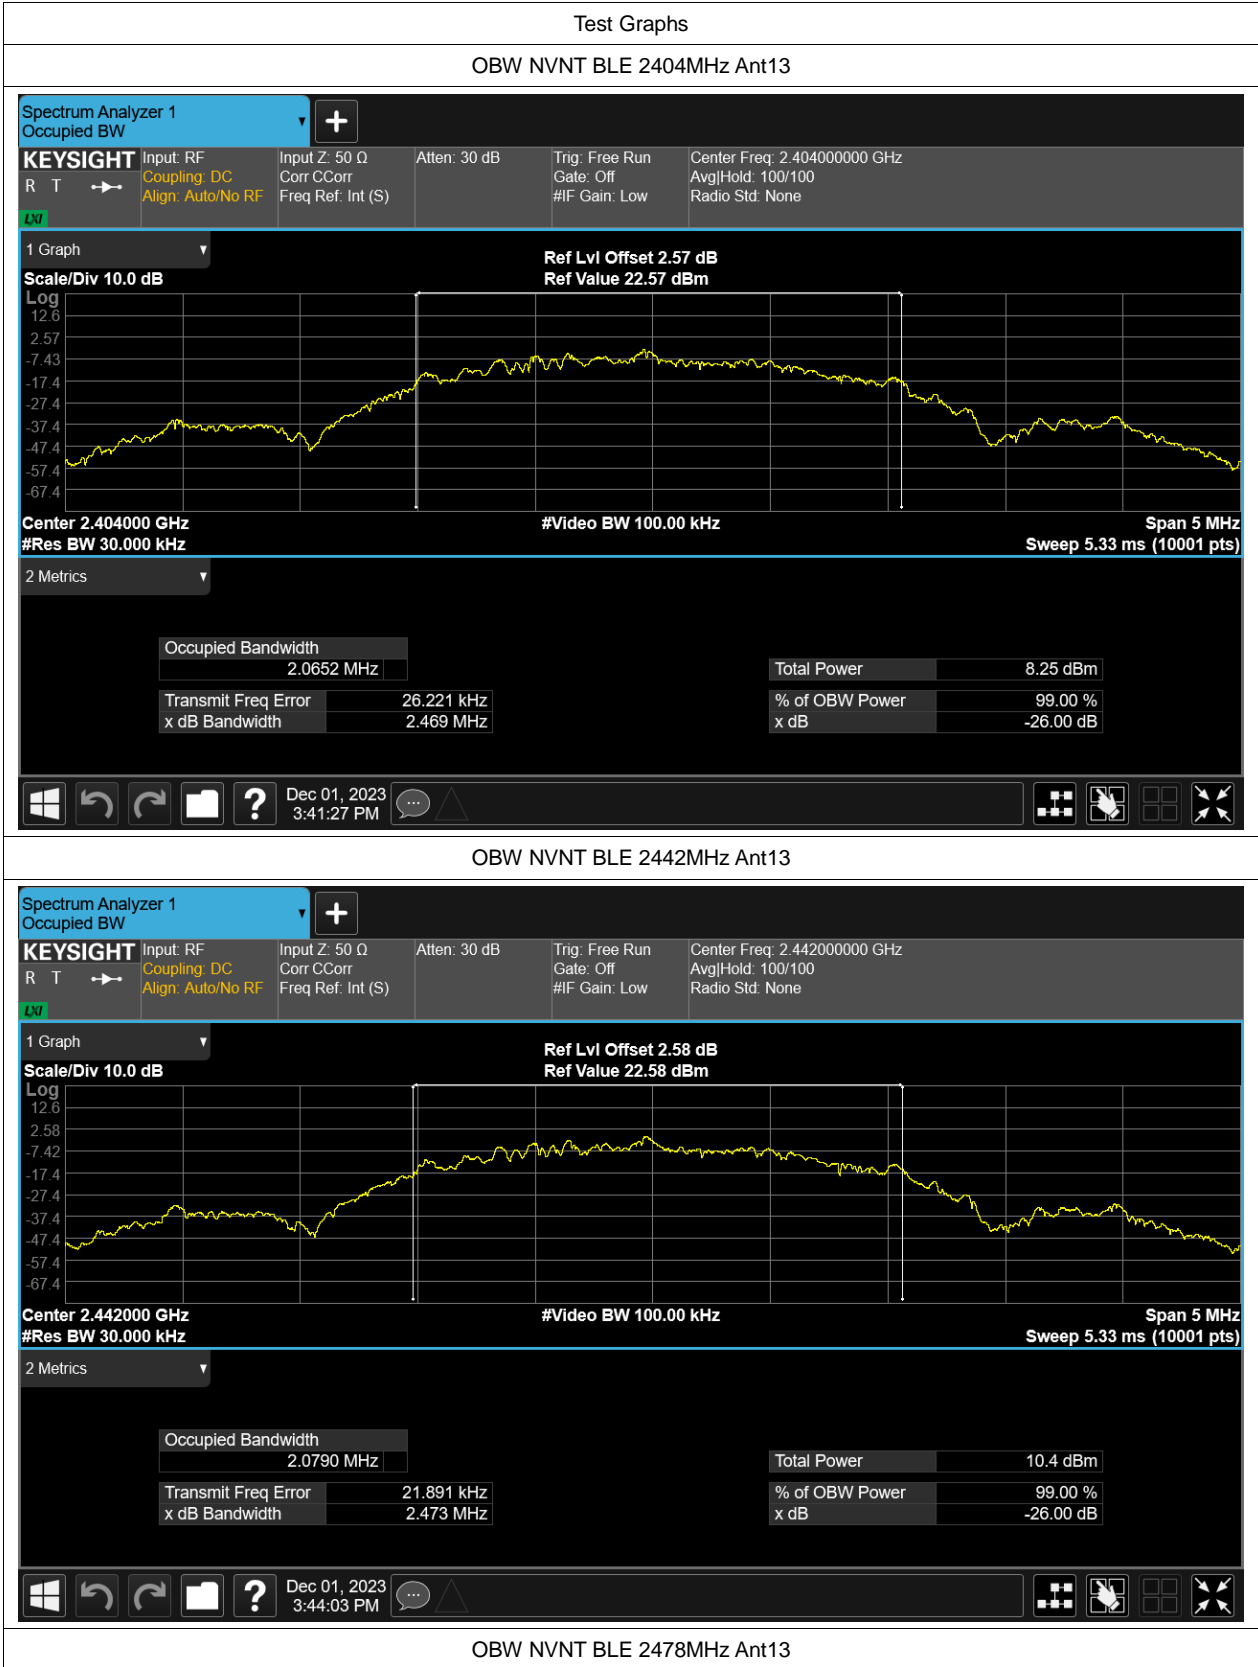 Test Graphs
OBW NVNT BLE 2404MHz Ant13
Spectrum Analyzer 1
Occupied BW
KEYSIGHT
R T
LXI
Input: RF
Coupling: DC
Align: Auto/No RF
Input Z: 50 Ω
Corr CCorr
Freq Ref: Int (S)
Atten: 30 dB
Trig: Free Run
Gate: Off
#IF Gain: Low
Center Freq: 2.404000000 GHz
Avg|Hold: 100/100
Radio Std: None
1 Graph
Scale/Div 10.0 dB
Ref Lvl Offset 2.57 dB
Ref Value 22.57 dBm
Log
12.6
2.57
-7.43
-17.4
-27.4
-37.4
-47.4
-57.4
-67.4
Center 2.404000 GHz
#Res BW 30.000 kHz
#Video BW 100.00 kHz
Span 5 MHz
Sweep 5.33 ms (10001 pts)
2 Metrics
Occupied Bandwidth
2.0652 MHz
Transmit Freq Error 26.221 kHz
x dB Bandwidth 2.469 MHz
Total Power 8.25 dBm
% of OBW Power 99.00 %
x dB -26.00 dB
?
Dec 01, 2023
3:41:27 PM
OBW NVNT BLE 2442MHz Ant13
Spectrum Analyzer 1
Occupied BW
KEYSIGHT
R T
LXI
Input: RF
Coupling: DC
Align: Auto/No RF
Input Z: 50 Ω
Corr CCorr
Freq Ref: Int (S)
Atten: 30 dB
Trig: Free Run
Gate: Off
#IF Gain: Low
Center Freq: 2.442000000 GHz
Avg|Hold: 100/100
Radio Std: None
1 Graph
Scale/Div 10.0 dB
Ref Lvl Offset 2.58 dB
Ref Value 22.58 dBm
Log
12.6
2.58
-7.42
-17.4
-27.4
-37.4
-47.4
-57.4
-67.4
Center 2.442000 GHz
#Res BW 30.000 kHz
#Video BW 100.00 kHz
Span 5 MHz
Sweep 5.33 ms (10001 pts)
2 Metrics
Occupied Bandwidth
2.0790 MHz
Transmit Freq Error 21.891 kHz
x dB Bandwidth 2.473 MHz
Total Power 10.4 dBm
% of OBW Power 99.00 %
x dB -26.00 dB
?
Dec 01, 2023
3:44:03 PM
OBW NVNT BLE 2478MHz Ant13